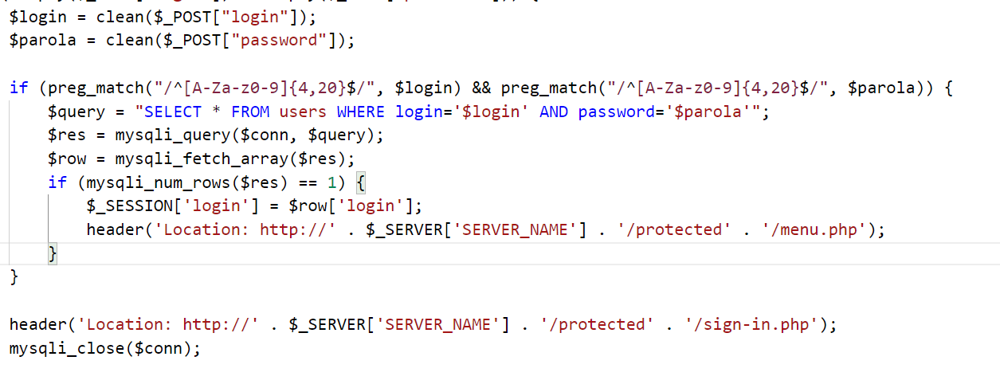 $login = clean($_POST["login"]);
$parola = clean($_POST["password"]);
if (preg_match("/^[A-Za-z0-9]{4,20}$/", $login) && preg_match("/^[A-Za-z0-9]{4,20}$/", $parola)) {
$query = "SELECT * FROM users WHERE login='$login' AND password='$parola'";
$res = mysqli_query($conn, $query);
$row = mysqli_fetch_array($res);
if (mysqli_num_rows($res) == 1) {
$_SESSION['login'] = $row['login'];
header('Location: http://' . $_SERVER['SERVER_NAME'] . '/protected' . '/menu.php');
}
}
header('Location: http://' . $_SERVER['SERVER_NAME'] . '/protected' . '/sign-in.php');
mysqli_close($conn);